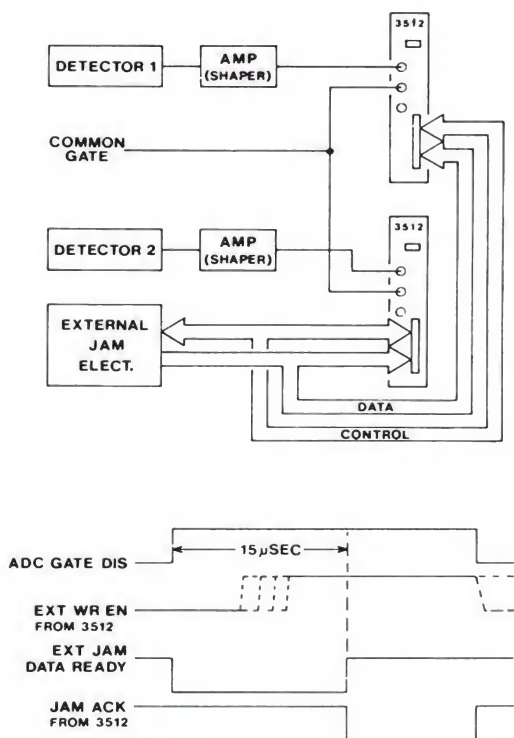 3512
DETECTOR 1
AMP
(SHAPER)
COMMON
GATE
3512
DETECTOR 2
AMP
(SHAPER)
EXTERNAL
JAM
ELECT.
DATA
CONTROL
15µSEC
ADC GATE DIS
EXT WR EN
FROM 3512
EXT JAM
DATA READY
JAM ACK
FROM 3512